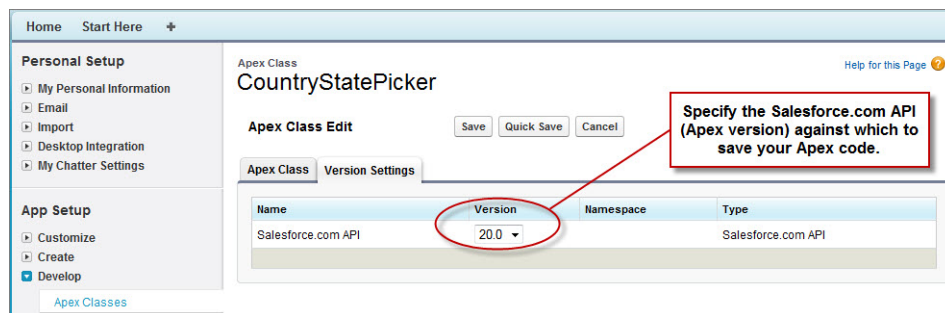 Home Start Here +
Personal Setup
My Personal Information
Email
Import
Desktop Integration
My Chatter Settings
App Setup
Customize
Create
Develop
Apex Classes
Apex Class
CountryStatePicker
Help for this Page ?
Apex Class Edit Save Quick Save Cancel
Specify the Salesforce.com API
(Apex version) against which to
save your Apex code.
Apex Class Version Settings
Name Version Namespace Type
Salesforce.com API 20.0 Salesforce.com API